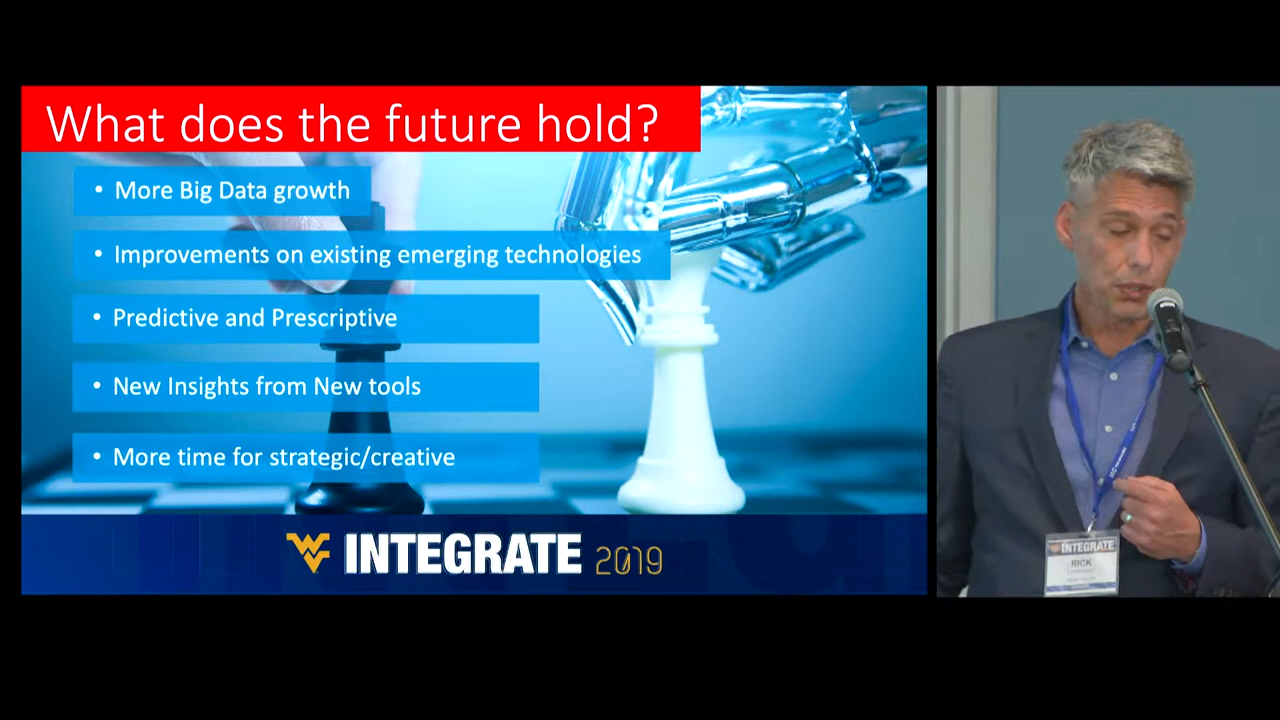 What does the future hold?
• More Big Data growth
• Improvements on existing emerging technologies
• Predictive and Prescriptive
• New Insights from New tools
• More time for strategic/creative
WV INTEGRATE 2019
INTEGRATE
RICK